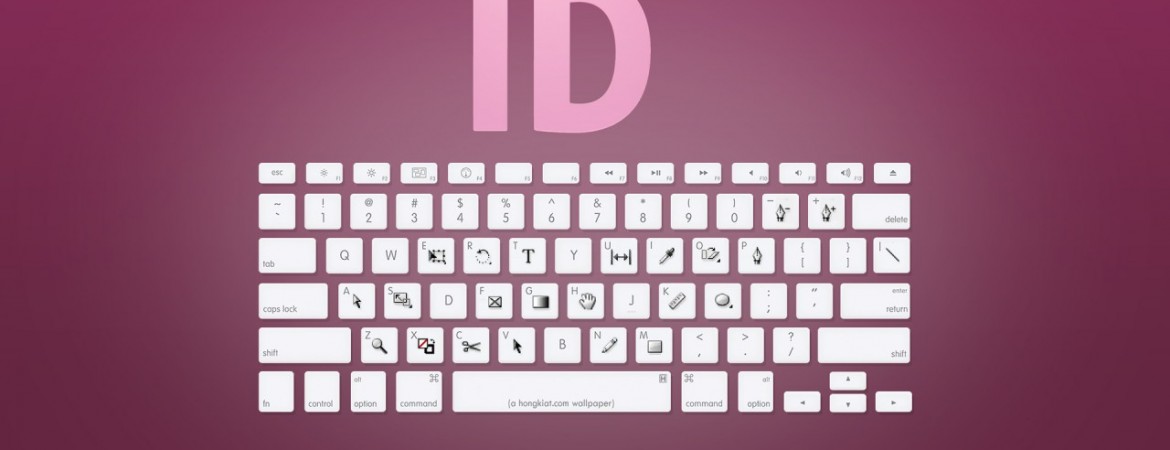 ID
esc F1 F2 F3 F4 F5 F6 F7 F8 F9 F10 F11 F12
~ ` ! 1 @ 2 # 3 $ 4 % 5 ^ 6 & 7 * 8 ( 9 ) 0 - + delete
tab Q W E R T T Y U I O P { [ } ] \
caps lock A S D F G H J K : ; " ' enter return
shift Z X C V B N M < , > . ? / shift
fn control alt option ⌘ command (a hongkiat.com wallpaper) H ⌘ command alt option